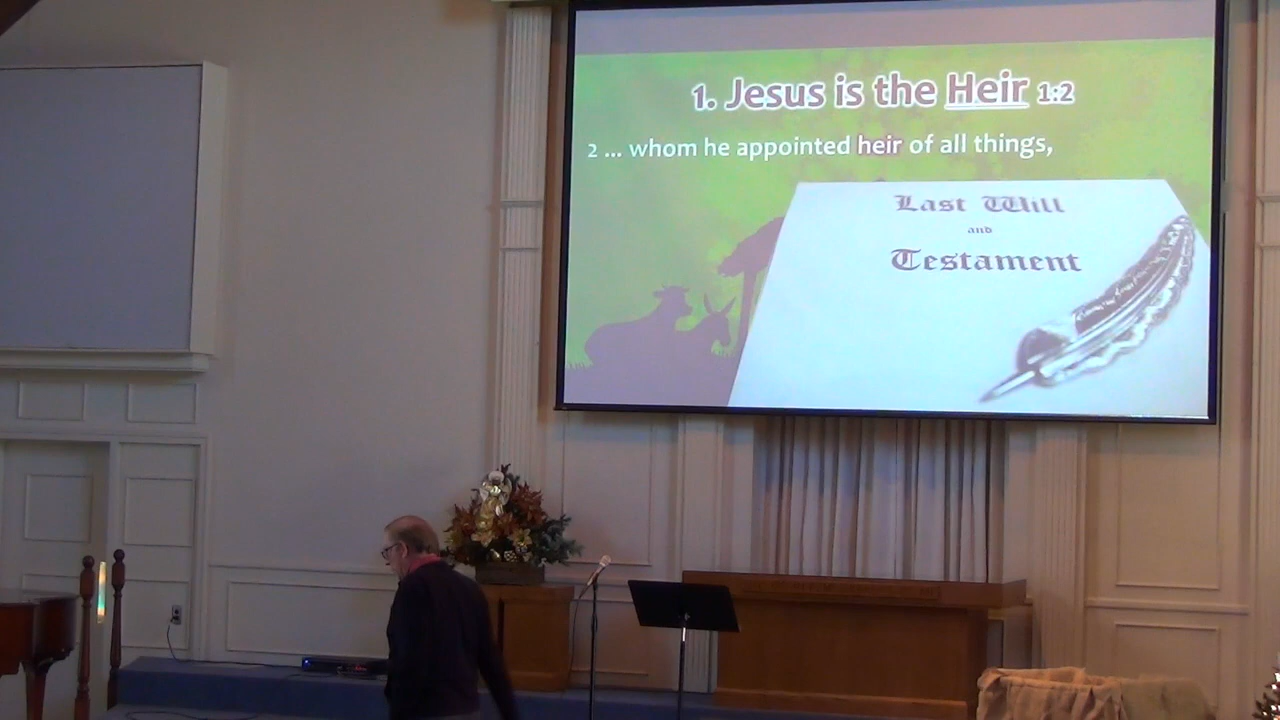 1. Jesus is the Heir 1:2
2 ... whom he appointed heir of all things,
Last Will
and
Testament